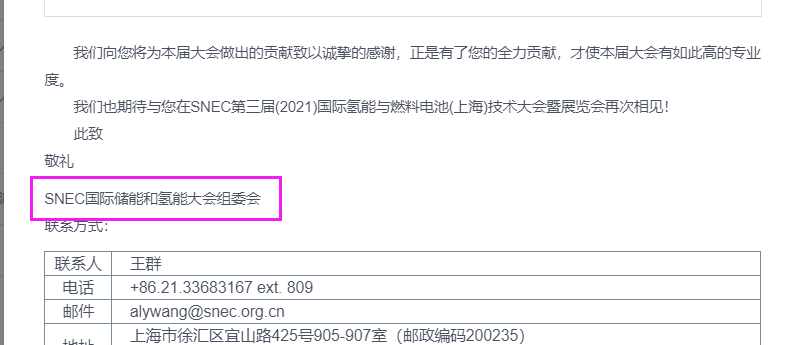 我们向您将为本届大会做出的贡献致以诚挚的感谢，正是有了您的全力贡献，才使本届大会有如此高的专业
度。
我们也期待与您在SNEC第三届(2021)国际氢能与燃料电池(上海)技术大会暨展览会再次相见！
此致
敬礼
SNEC国际储能和氢能大会组委会
联系方式：
联系人 王群
电话 +86.21.33683167 ext. 809
邮件 alywang@snec.org.cn
地址 上海市徐汇区宜山路425号905-907室（邮政编码200235）